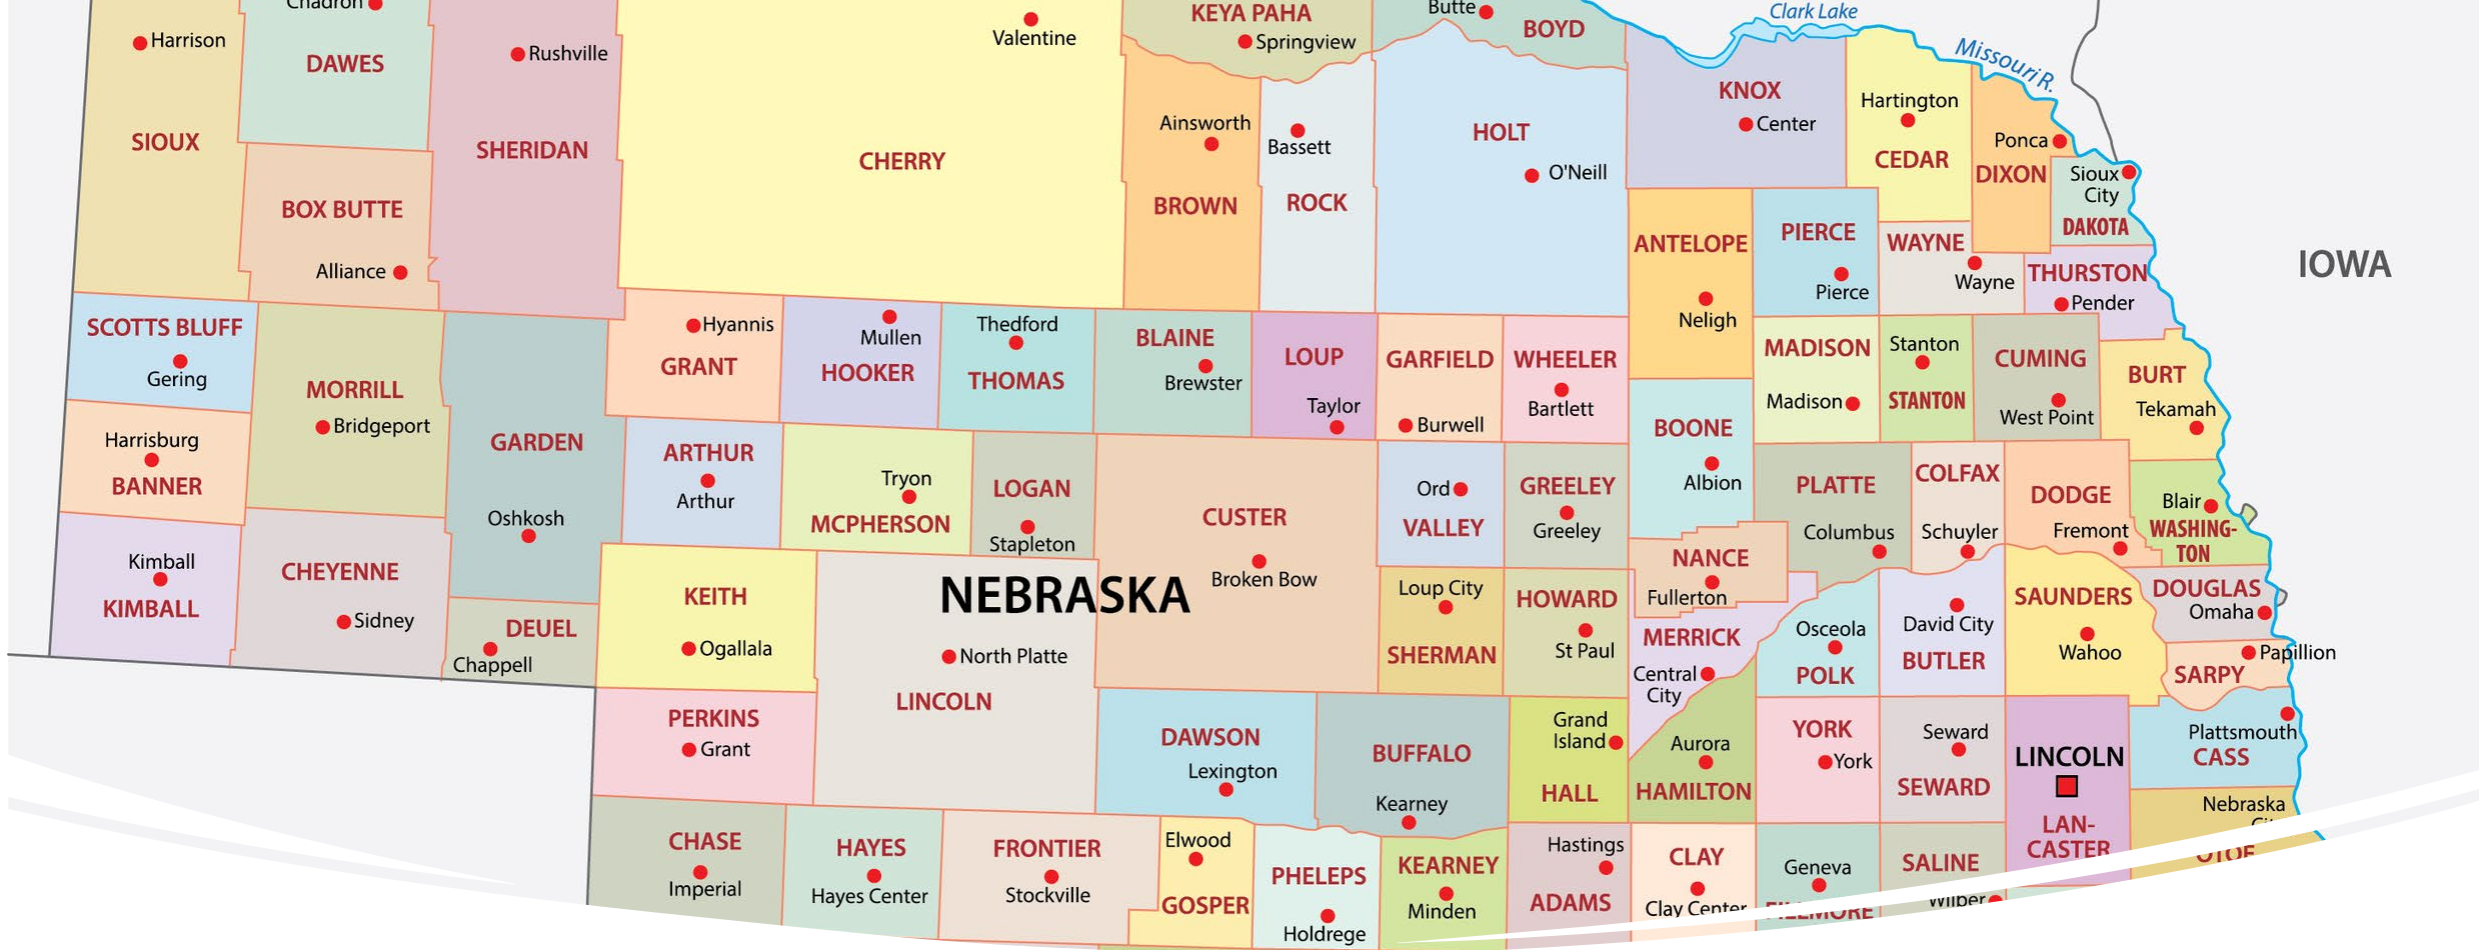 Chadron
Harrison
DAWES
SIOUX
Rushville
SHERIDAN
BOX BUTTE
Alliance
Valentine
CHERRY
KEYA PAHA
Springview
Butte
BOYD
Ainsworth
BROWN
Bassett
ROCK
HOLT
O'Neill
Clark Lake
Missouri R.
KNOX
Center
Hartington
CEDAR
Ponca
DIXON
Sioux
City
DAKOTA
IOWA
ANTELOPE
Neligh
PIERCE
Pierce
WAYNE
Wayne
THURSTON
Pender
SCOTTS BLUFF
Gering
MORRILL
Bridgeport
Harrisburg
BANNER
GARDEN
Oshkosh
Hyannis
GRANT
Mullen
HOOKER
Thedford
THOMAS
BLAINE
Brewster
LOUP
Taylor
GARFIELD
Burwell
WHEELER
Bartlett
MADISON
Madison
Stanton
STANTON
CUMING
West Point
BURT
Tekamah
BOONE
Albion
ARTHUR
Arthur
Tryon
MCPHERSON
LOGAN
Stapleton
CUSTER
Broken Bow
Ord
VALLEY
GREELEY
Greeley
PLATTE
Columbus
COLFAX
Schuyler
DODGE
Fremont
Blair
WASHING-
TON
Kimball
KIMBALL
CHEYENNE
Sidney
DEUEL
Chappell
KEITH
Ogallala
NEBRASKA
North Platte
LINCOLN
Loup City
SHERMAN
HOWARD
St Paul
NANCE
Fullerton
MERRICK
Central
City
Osceola
POLK
David City
BUTLER
SAUNDERS
Wahoo
DOUGLAS
Omaha
Papillion
SARPY
PERKINS
Grant
DAWSON
Lexington
BUFFALO
Kearney
Grand
Island
HALL
Aurora
HAMILTON
YORK
York
Seward
SEWARD
LINCOLN
LAN-
CASTER
Plattsmouth
CASS
Nebraska
City
OTOE
CHASE
Imperial
HAYES
Hayes Center
FRONTIER
Stockville
Elwood
GOSPER
PHELEPS
Holdrege
KEARNEY
Minden
Hastings
ADAMS
CLAY
Clay Center
Geneva
FILLMORE
SALINE
Wilber